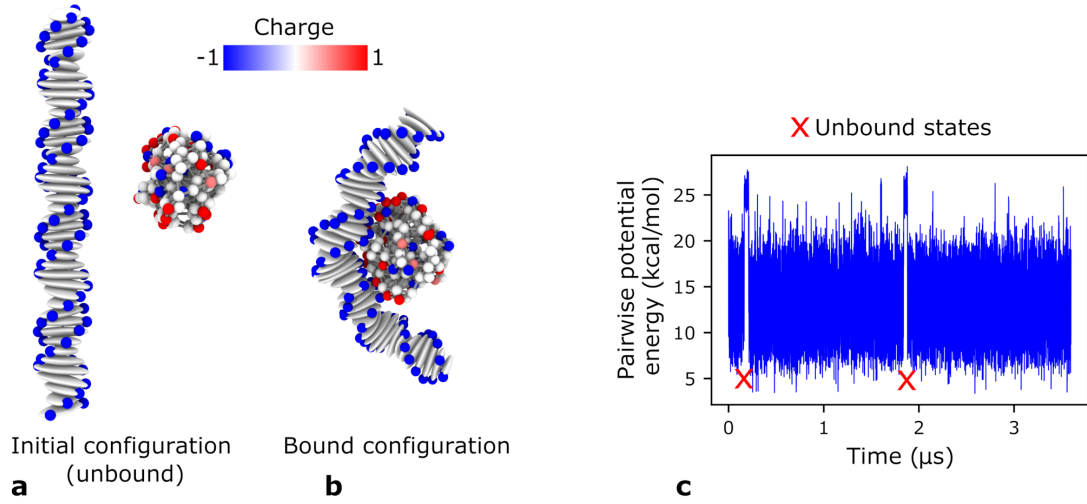 Charge
-1
1
Initial configuration
(unbound)
Bound configuration
a
b
X Unbound states
Pairwise potential
energy (kcal/mol)
25
20
15
10
5
0
1
2
3
Time (μs)
c